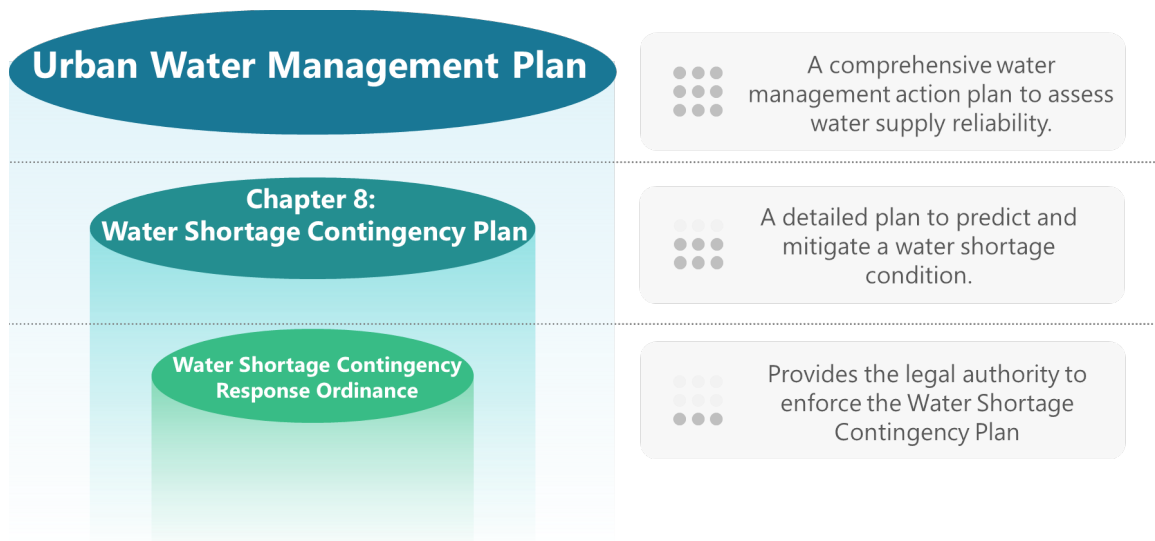 Urban Water Management Plan
A comprehensive water
management action plan to assess
water supply reliability.
Chapter 8:
Water Shortage Contingency Plan
A detailed plan to predict and
mitigate a water shortage
condition.
Water Shortage Contingency
Response Ordinance
Provides the legal authority to
enforce the Water Shortage
Contingency Plan